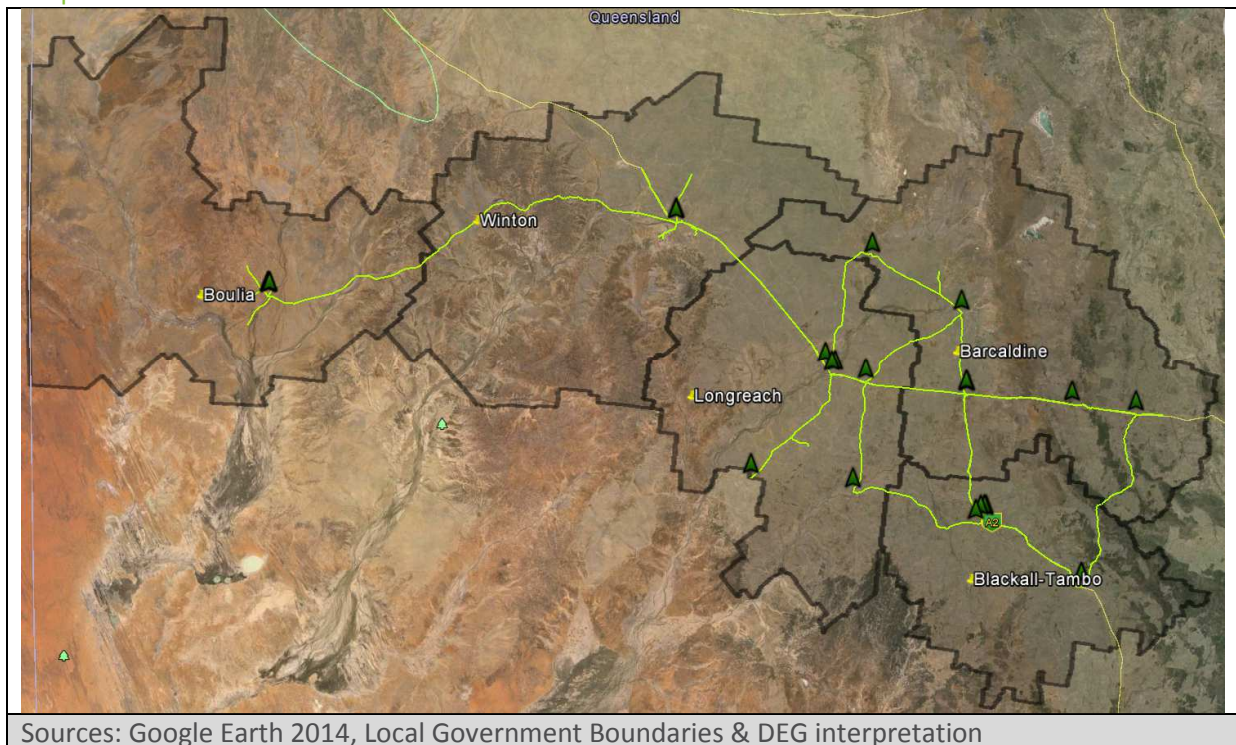 Queensland
Winton
Boulia
Barcaldine
Longreach
A2
Blackall-Tambo
Sources: Google Earth 2014, Local Government Boundaries & DEG interpretation